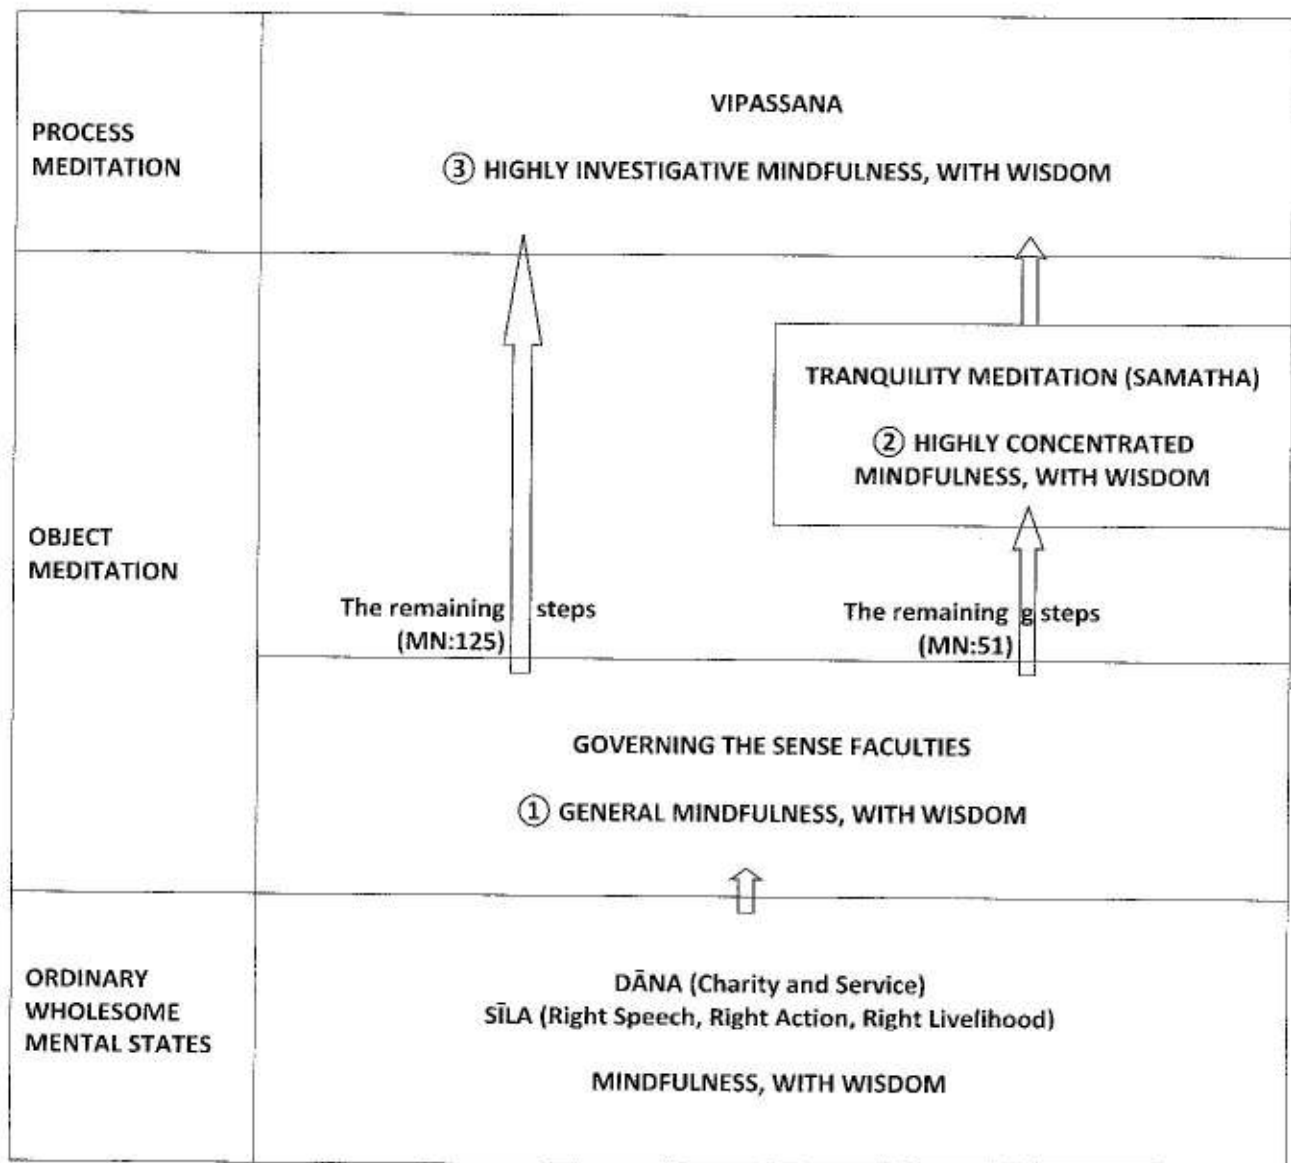 VIPASSANA
PROCESS
MEDITATION
③ HIGHLY INVESTIGATIVE MINDFULNESS, WITH WISDOM
TRANQUILITY MEDITATION (SAMATHA)
② HIGHLY CONCENTRATED
MINDFULNESS, WITH WISDOM
OBJECT
MEDITATION
The remaining steps
(MN:125)
The remaining g steps
(MN:51)
GOVERNING THE SENSE FACULTIES
① GENERAL MINDFULNESS, WITH WISDOM
ORDINARY
WHOLESOME
MENTAL STATES
DĀNA (Charity and Service)
SĪLA (Right Speech, Right Action, Right Livelihood)
MINDFULNESS, WITH WISDOM